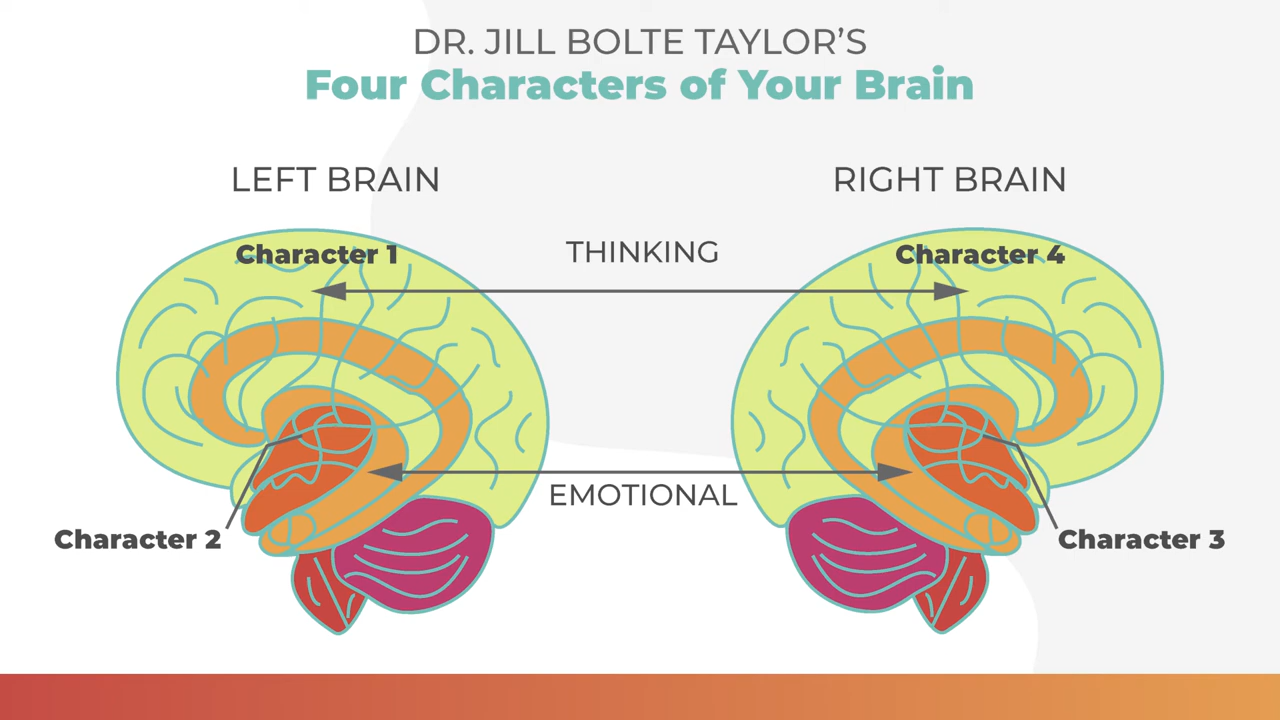 DR. JILL BOLTE TAYLOR’S
Four Characters of Your Brain
LEFT BRAIN
RIGHT BRAIN
Character 1
THINKING
Character 4
EMOTIONAL
Character 2
Character 3